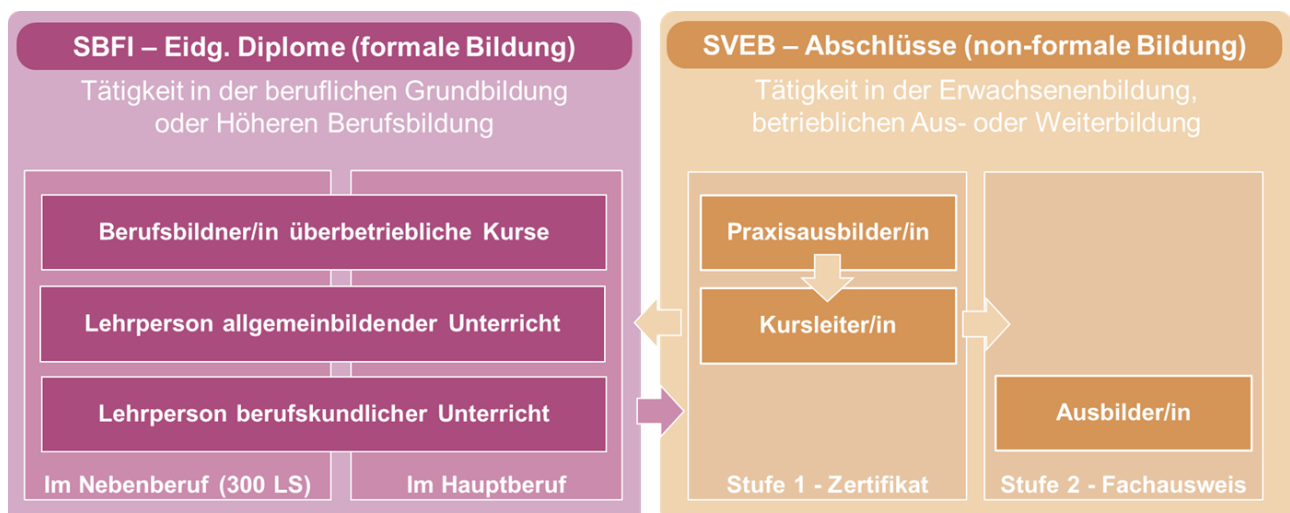 SBFI – Eidg. Diplome (formale Bildung)
Tätigkeit in der beruflichen Grundbildung
oder Höheren Berufsbildung
Berufsbildner/in überbetriebliche Kurse
Lehrperson allgemeinbildender Unterricht
Lehrperson berufskundlicher Unterricht
Im Nebenberuf (300 LS)
Im Hauptberuf
SVEB – Abschlüsse (non-formale Bildung)
Tätigkeit in der Erwachsenenbildung,
betrieblichen Aus- oder Weiterbildung
Praxisausbilder/in
Kursleiter/in
Ausbilder/in
Stufe 1 - Zertifikat
Stufe 2 - Fachausweis